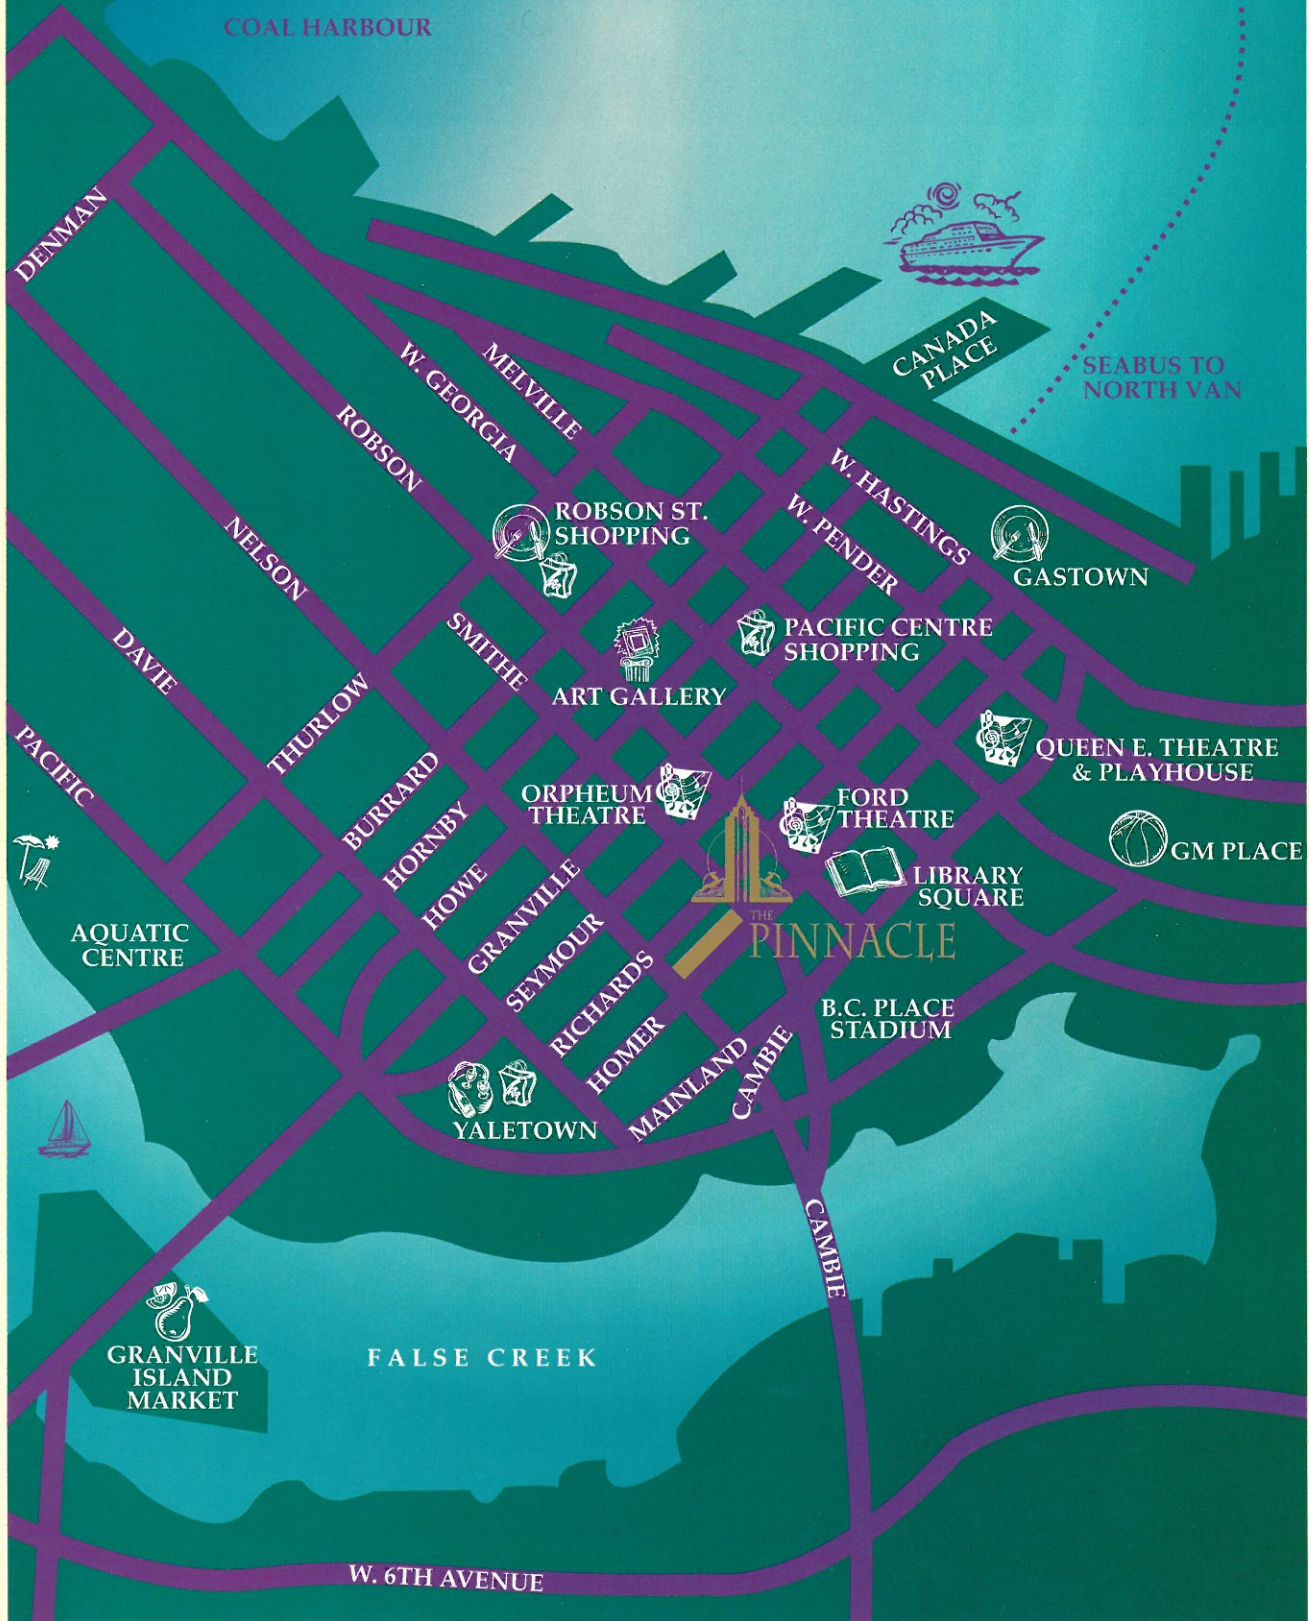 COAL HARBOUR
DENMAN
CANADA
PLACE
SEABUS TO
NORTH VAN
MELVILLE
W. GEORGIA
ROBSON
W. HASTINGS
W. PENDER
ROBSON ST.
SHOPPING
NELSON
GASTOWN
SMITHE
PACIFIC CENTRE
SHOPPING
DAVIE
ART GALLERY
THURLOW
PACIFIC
QUEEN E. THEATRE
& PLAYHOUSE
BURRARD
ORPHEUM
THEATRE
FORD
THEATRE
HORNBY
GM PLACE
HOWE
LIBRARY
SQUARE
GRANVILLE
THE
PINNACLE
AQUATIC
CENTRE
SEYMOUR
RICHARDS
B.C. PLACE
STADIUM
HOMER
MAINLAND
CAMBIE
YALETOWN
CAMBIE
GRANVILLE
ISLAND
MARKET
FALSE CREEK
W. 6TH AVENUE